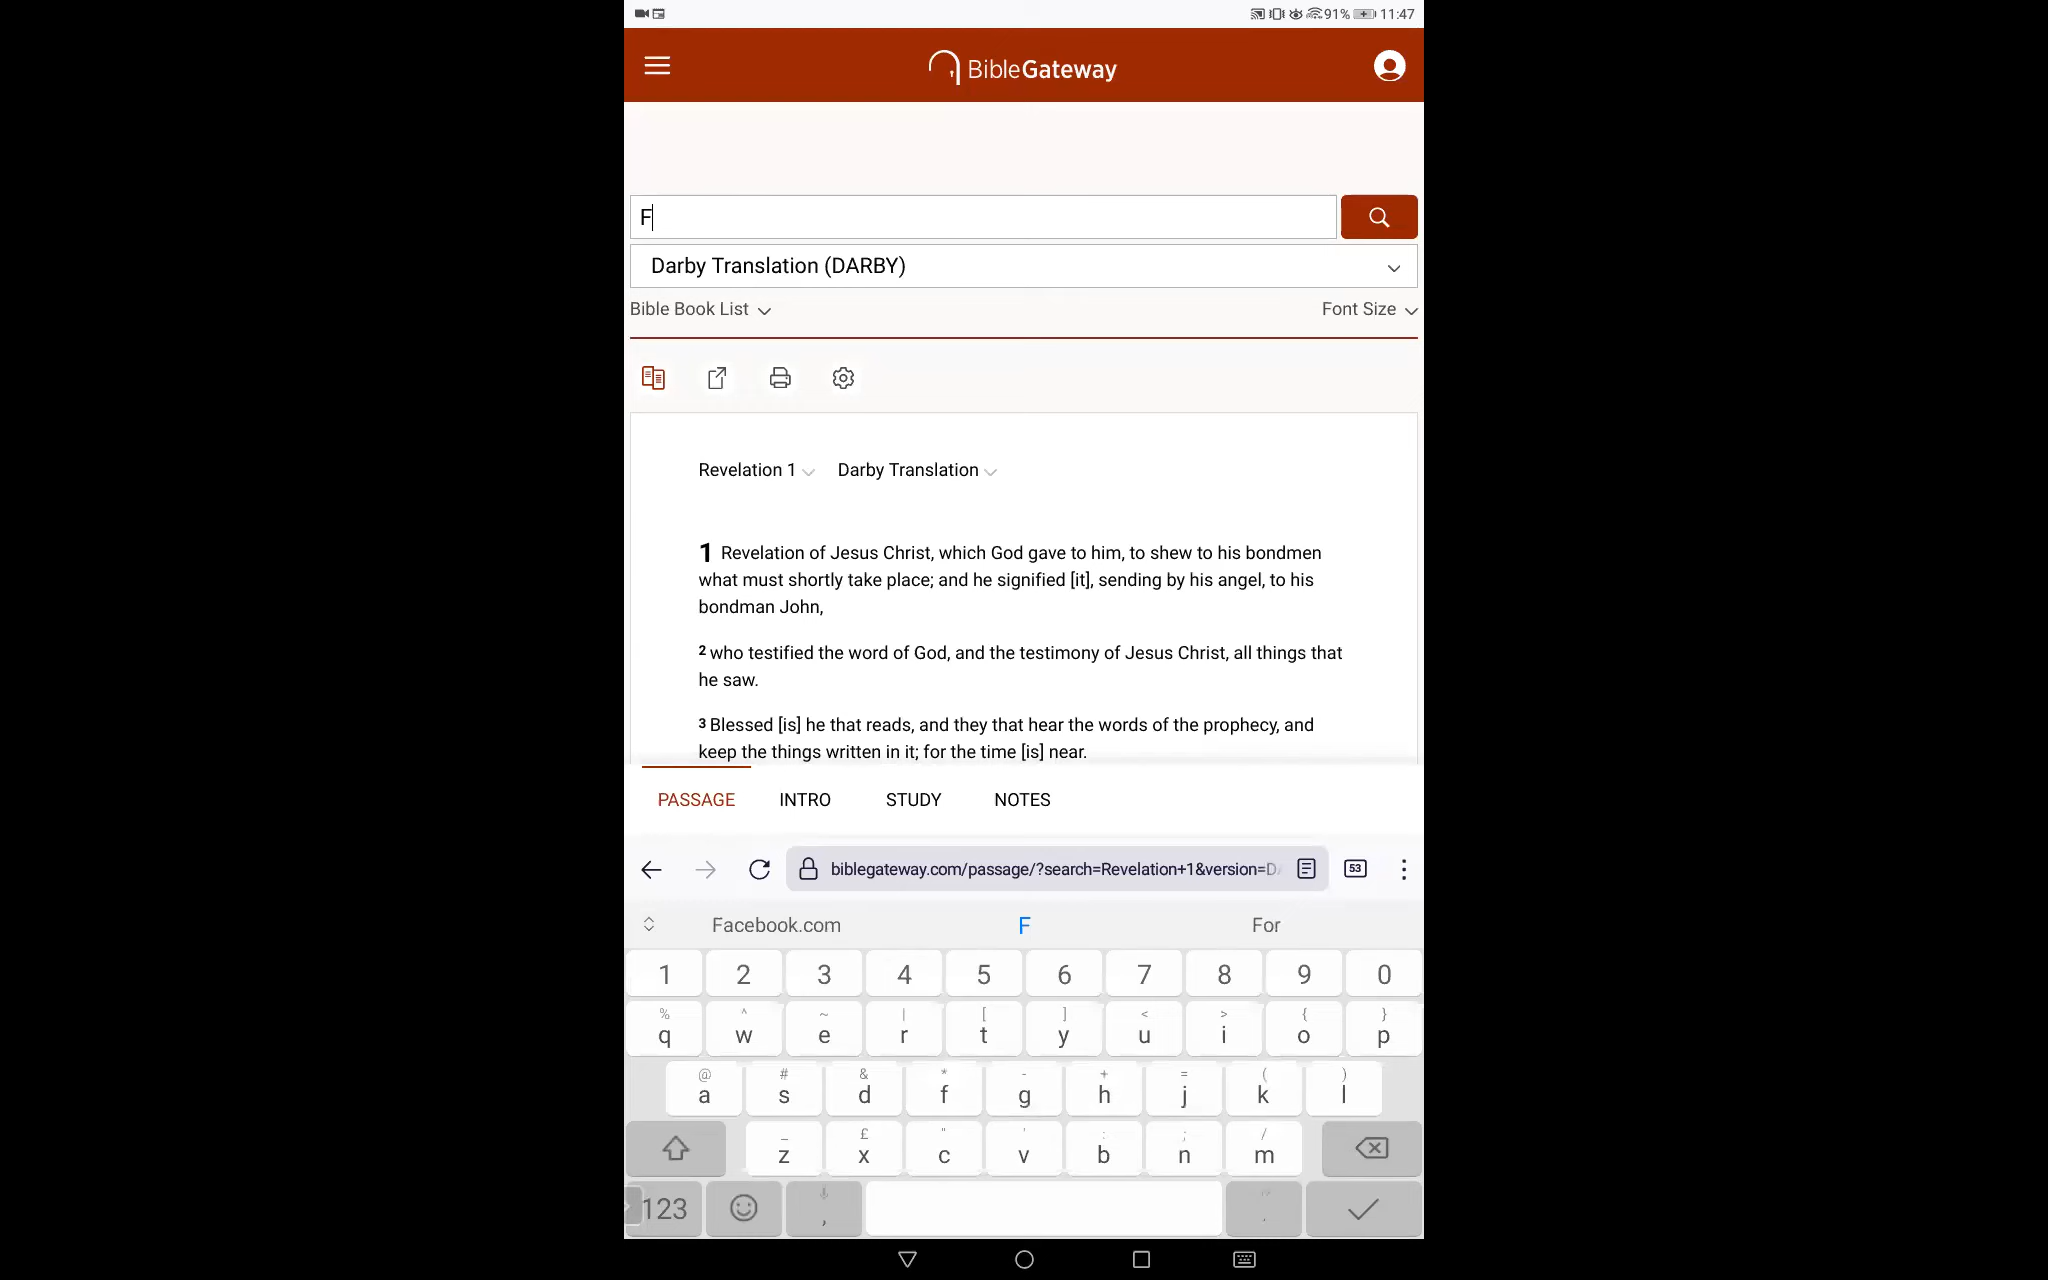 91% 11:47
BibleGateway
F
Darby Translation (DARBY)
Bible Book List Font Size
Revelation 1 Darby Translation
1 Revelation of Jesus Christ, which God gave to him, to shew to his bondmen
what must shortly take place; and he signified [it], sending by his angel, to his
bondman John,
2 who testified the word of God, and the testimony of Jesus Christ, all things that
he saw.
3 Blessed [is] he that reads, and they that hear the words of the prophecy, and
keep the things written in it; for the time [is] near.
PASSAGE INTRO STUDY NOTES
biblegateway.com/passage/?search=Revelation+1&version=DA 53
Facebook.com F For
1 2 3 4 5 6 7 8 9 0
% ^ ~ | [ ] < > { }
q w e r t y u i o p
@ # & * - + = ( )
a s d f g h j k l
_ £ " ' : ; /
z x c v b n m
123 ,